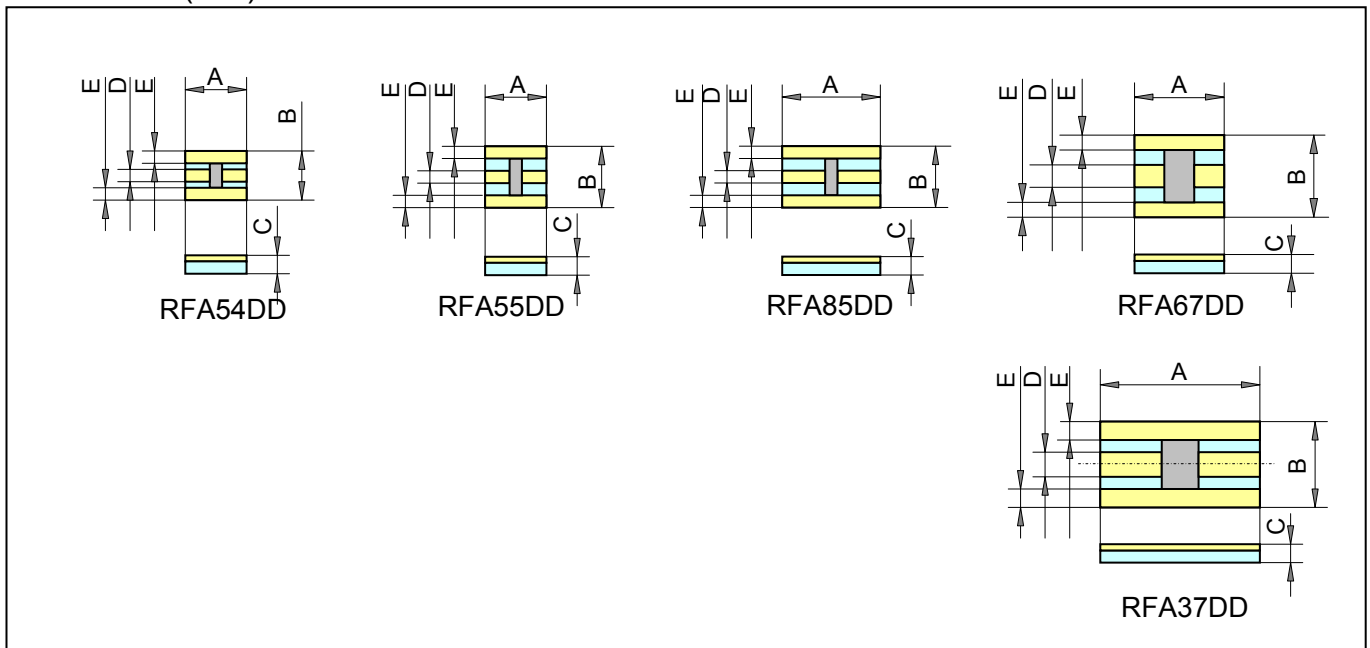 E D E A B C
RFA54DD
E D E A B C
RFA55DD
E D E A B C
RFA85DD
E D E A B C
RFA67DD
E D E A B C
RFA37DD